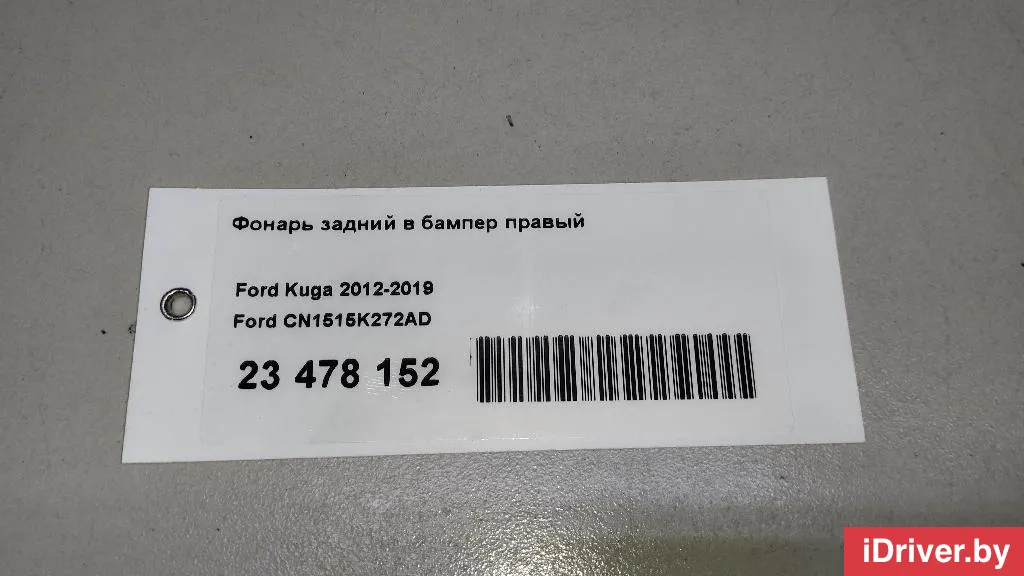 Фонарь задний в бампер правый
Ford Kuga 2012-2019
Ford CN1515K272AD
23 478 152
iDriver.by